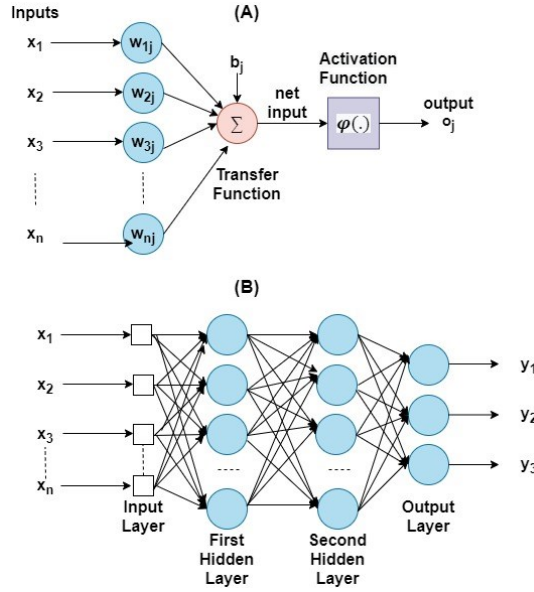 Inputs
(A)
x1
w1j
x2
w2j
x3
w3j
xn
wnj
bj
Σ
Transfer
Function
net
input
Activation
Function
φ(.)
output
oj
(B)
x1
x2
x3
xn
Input
Layer
First
Hidden
Layer
Second
Hidden
Layer
Output
Layer
y1
y2
y3